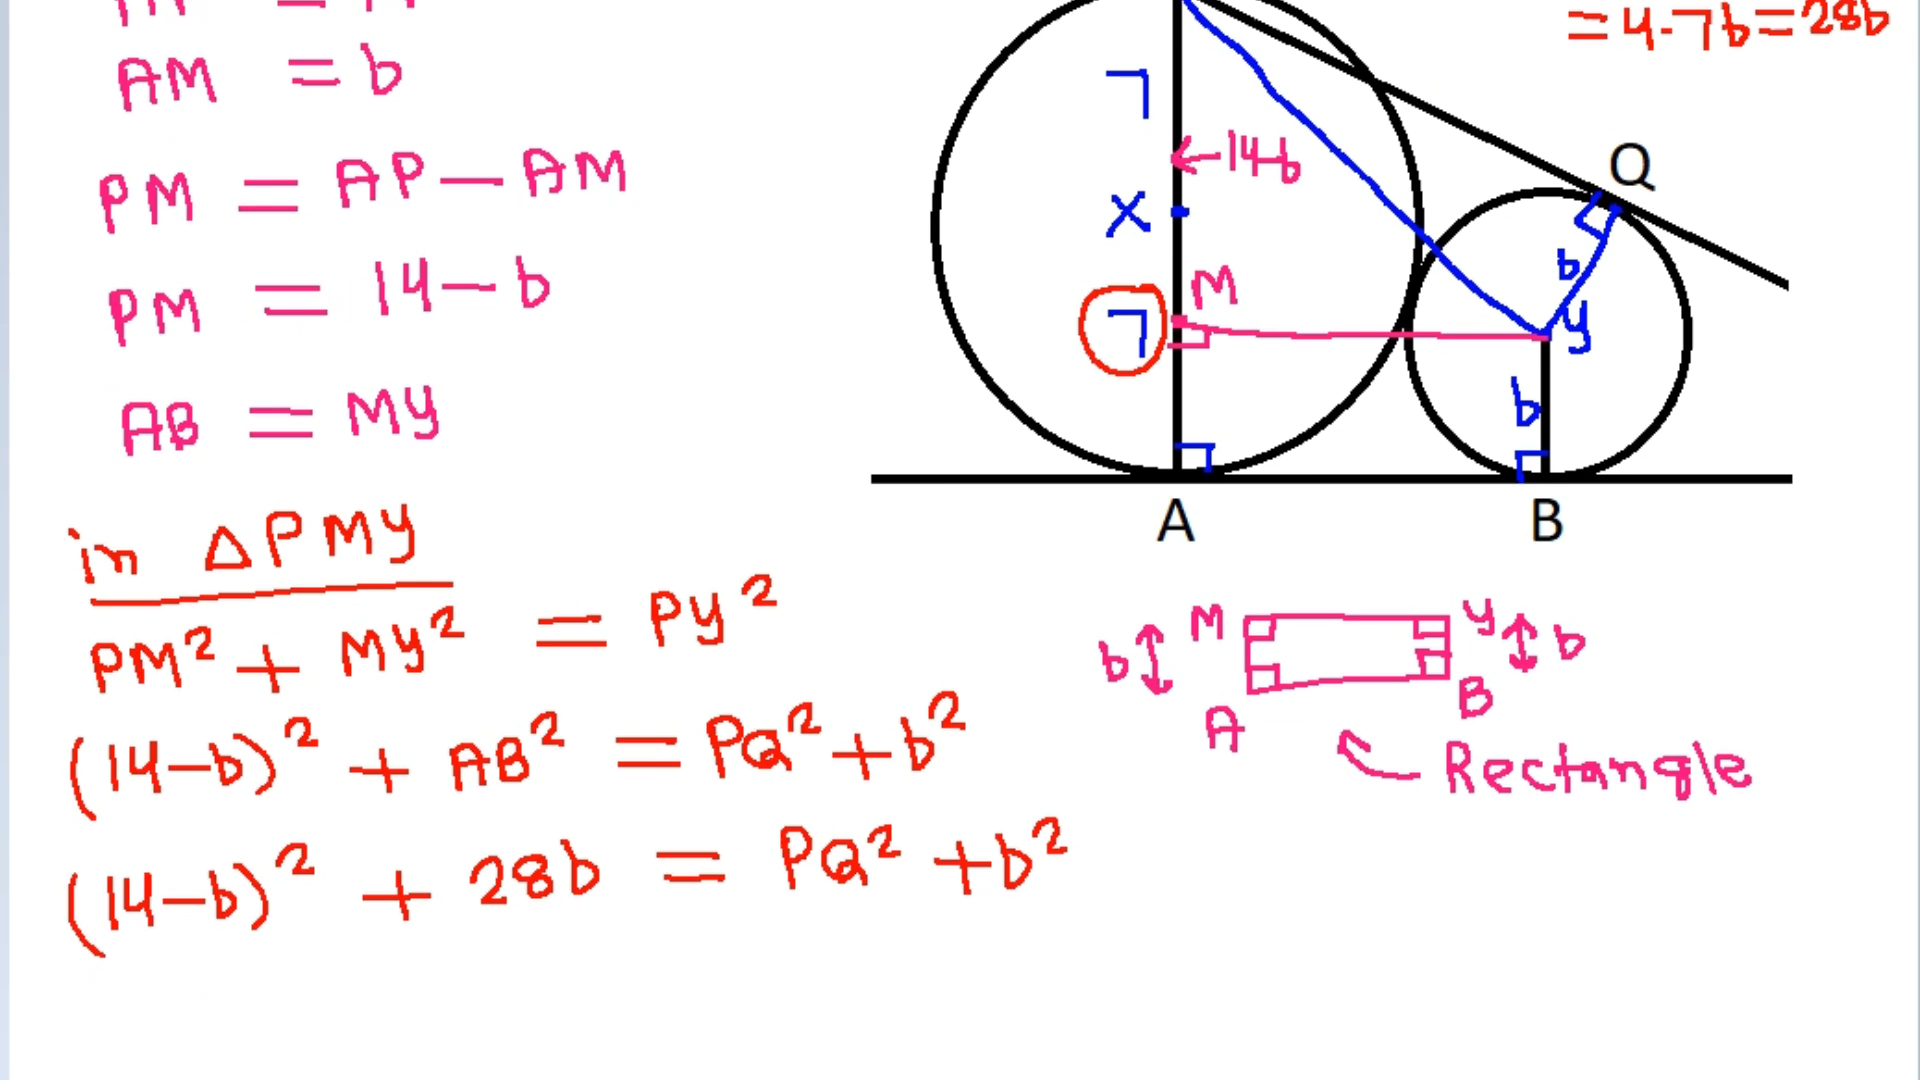 AM = b
PM = AP - AM
PM = 14 - b
AB = My
in ΔPMy
PM² + My² = Py²
(14-b)² + AB² = PQ² + b²
(14-b)² + 28b = PQ² + b²
= 4.7b = 28b
7
14-b
x
M
7
Q
b
y
b
A
B
M
y
b
b
A
B
Rectangle